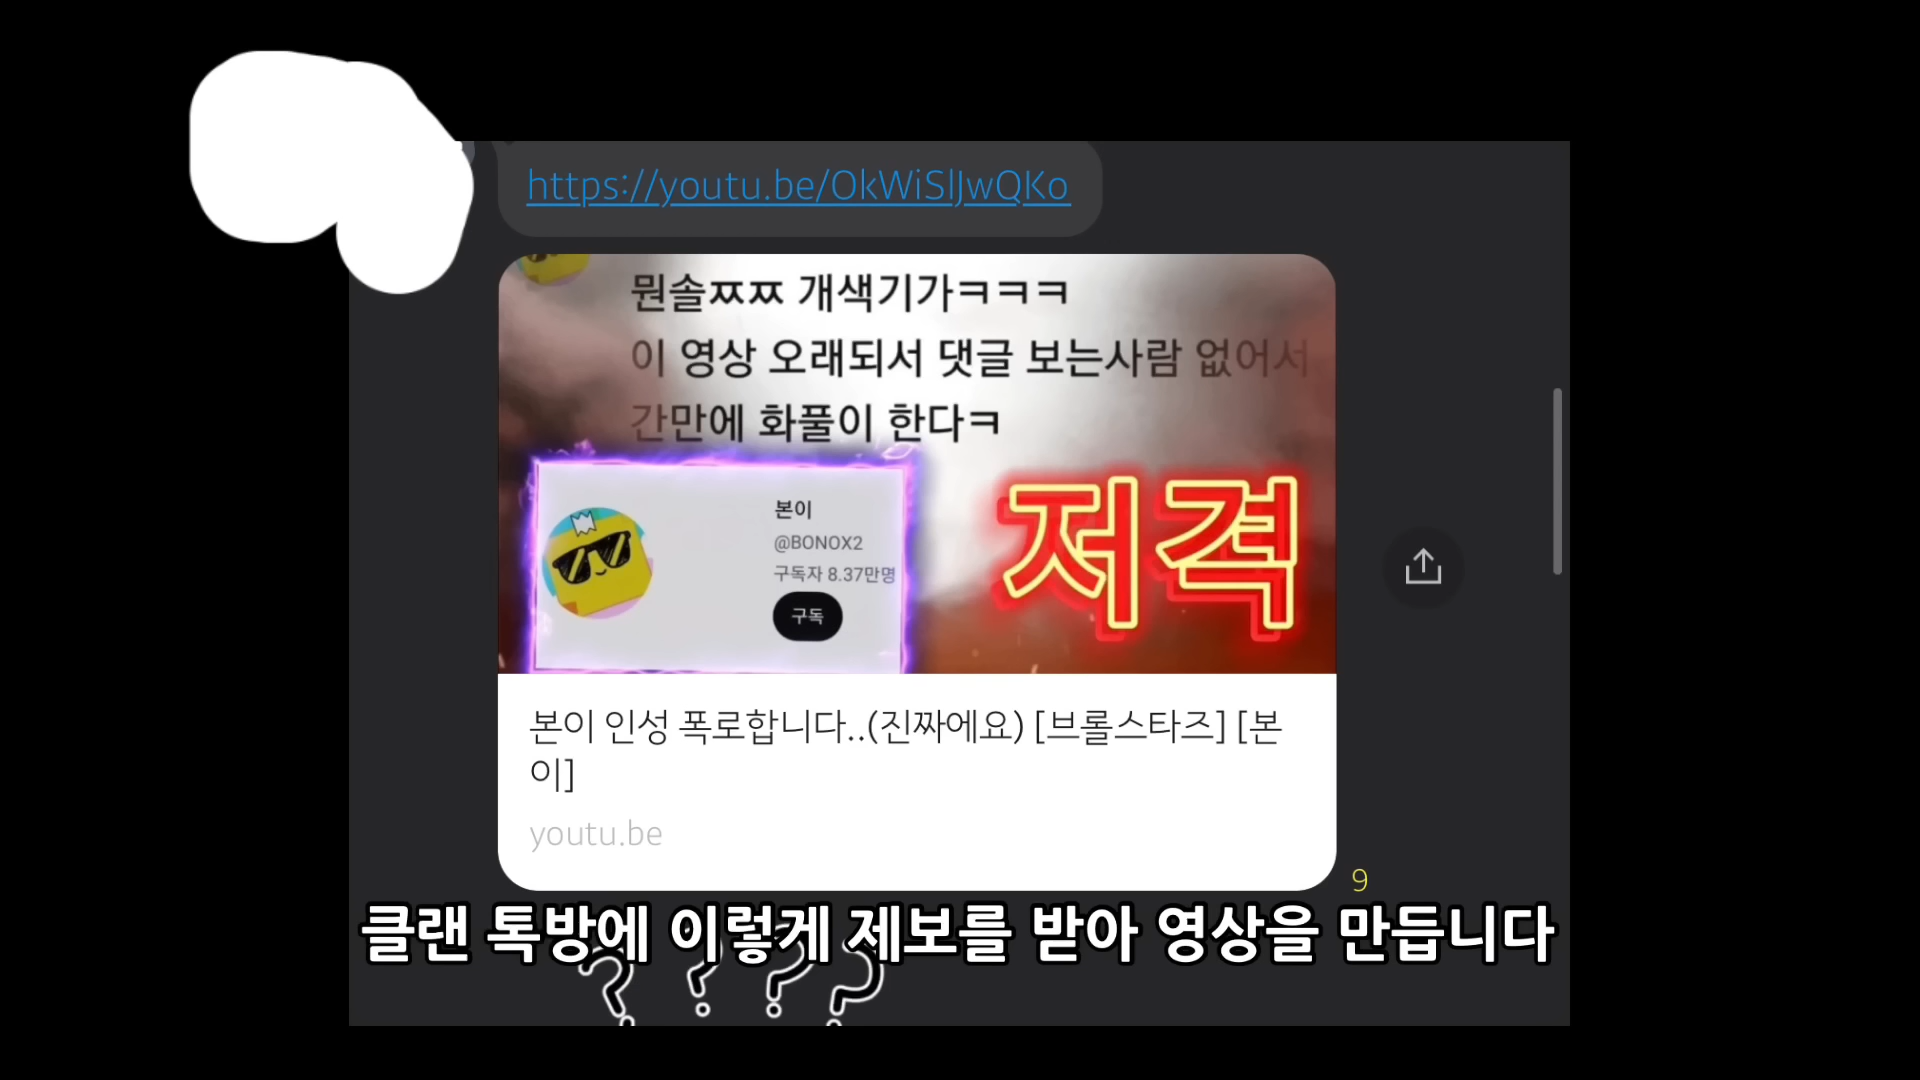 https://youtu.be/OkWiSlJwQKo
뭔솔ㅉㅉ 개색기가ㅋㅋㅋ
이 영상 오래되서 댓글 보는사람 없어서
간만에 화풀이 한다ㅋ
본이
@BONOX2
구독자 8.37만명
구독
저격
본이 인성 폭로합니다..(진짜에요) [브롤스타즈] [본
이]
youtu.be
9
클랜 톡방에 이렇게 제보를 받아 영상을 만듭니다
? ? ? ?